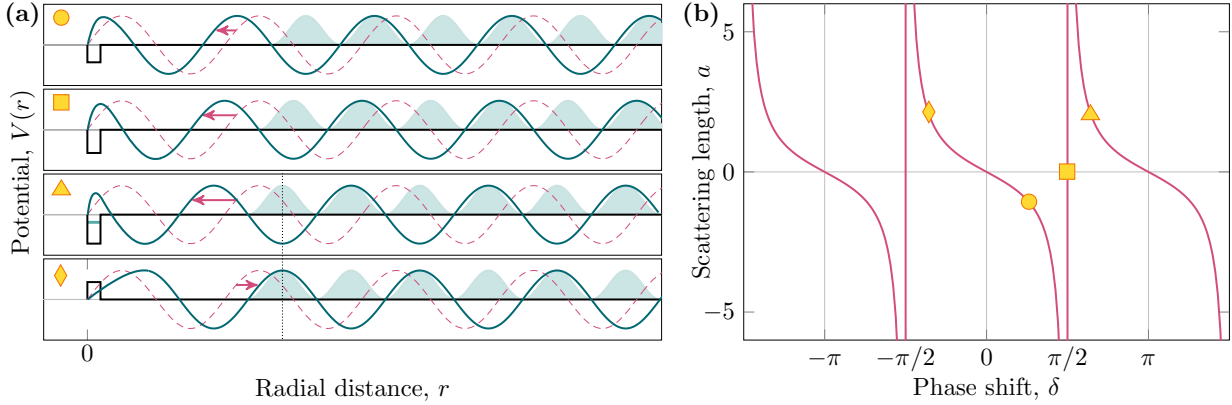 (a)
Potential, V(r)
0
Radial distance, r
(b)
Scattering length, a
5
0
−5
−π
−π/2
0
π/2
π
Phase shift, δ